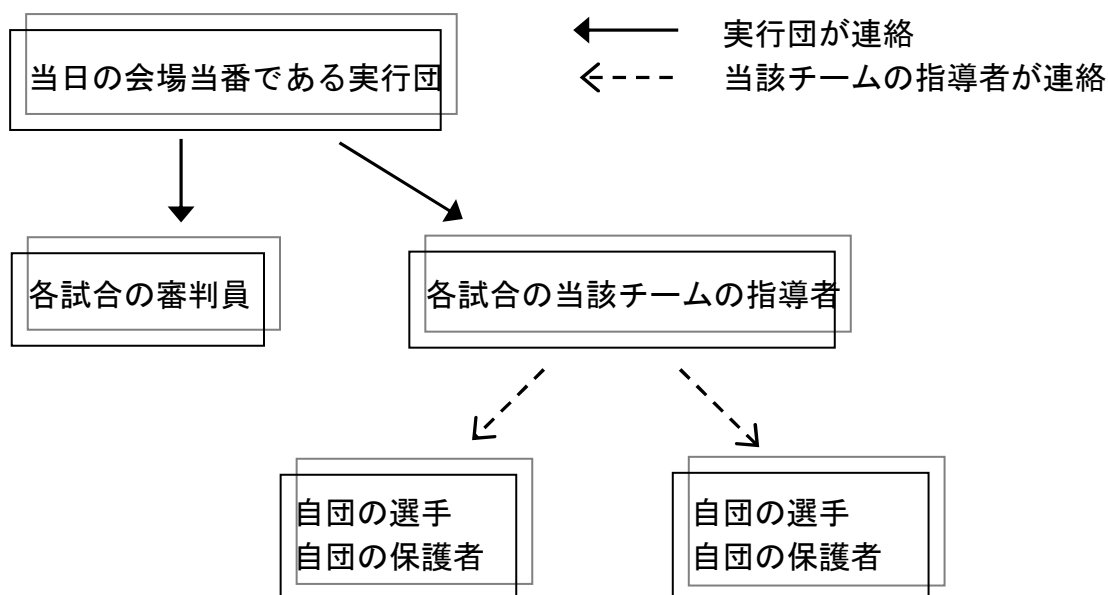 実行団が連絡
当日の会場当番である実行団
当該チームの指導者が連絡
各試合の審判員
各試合の当該チームの指導者
自団の選手
自団の保護者
自団の選手
自団の保護者